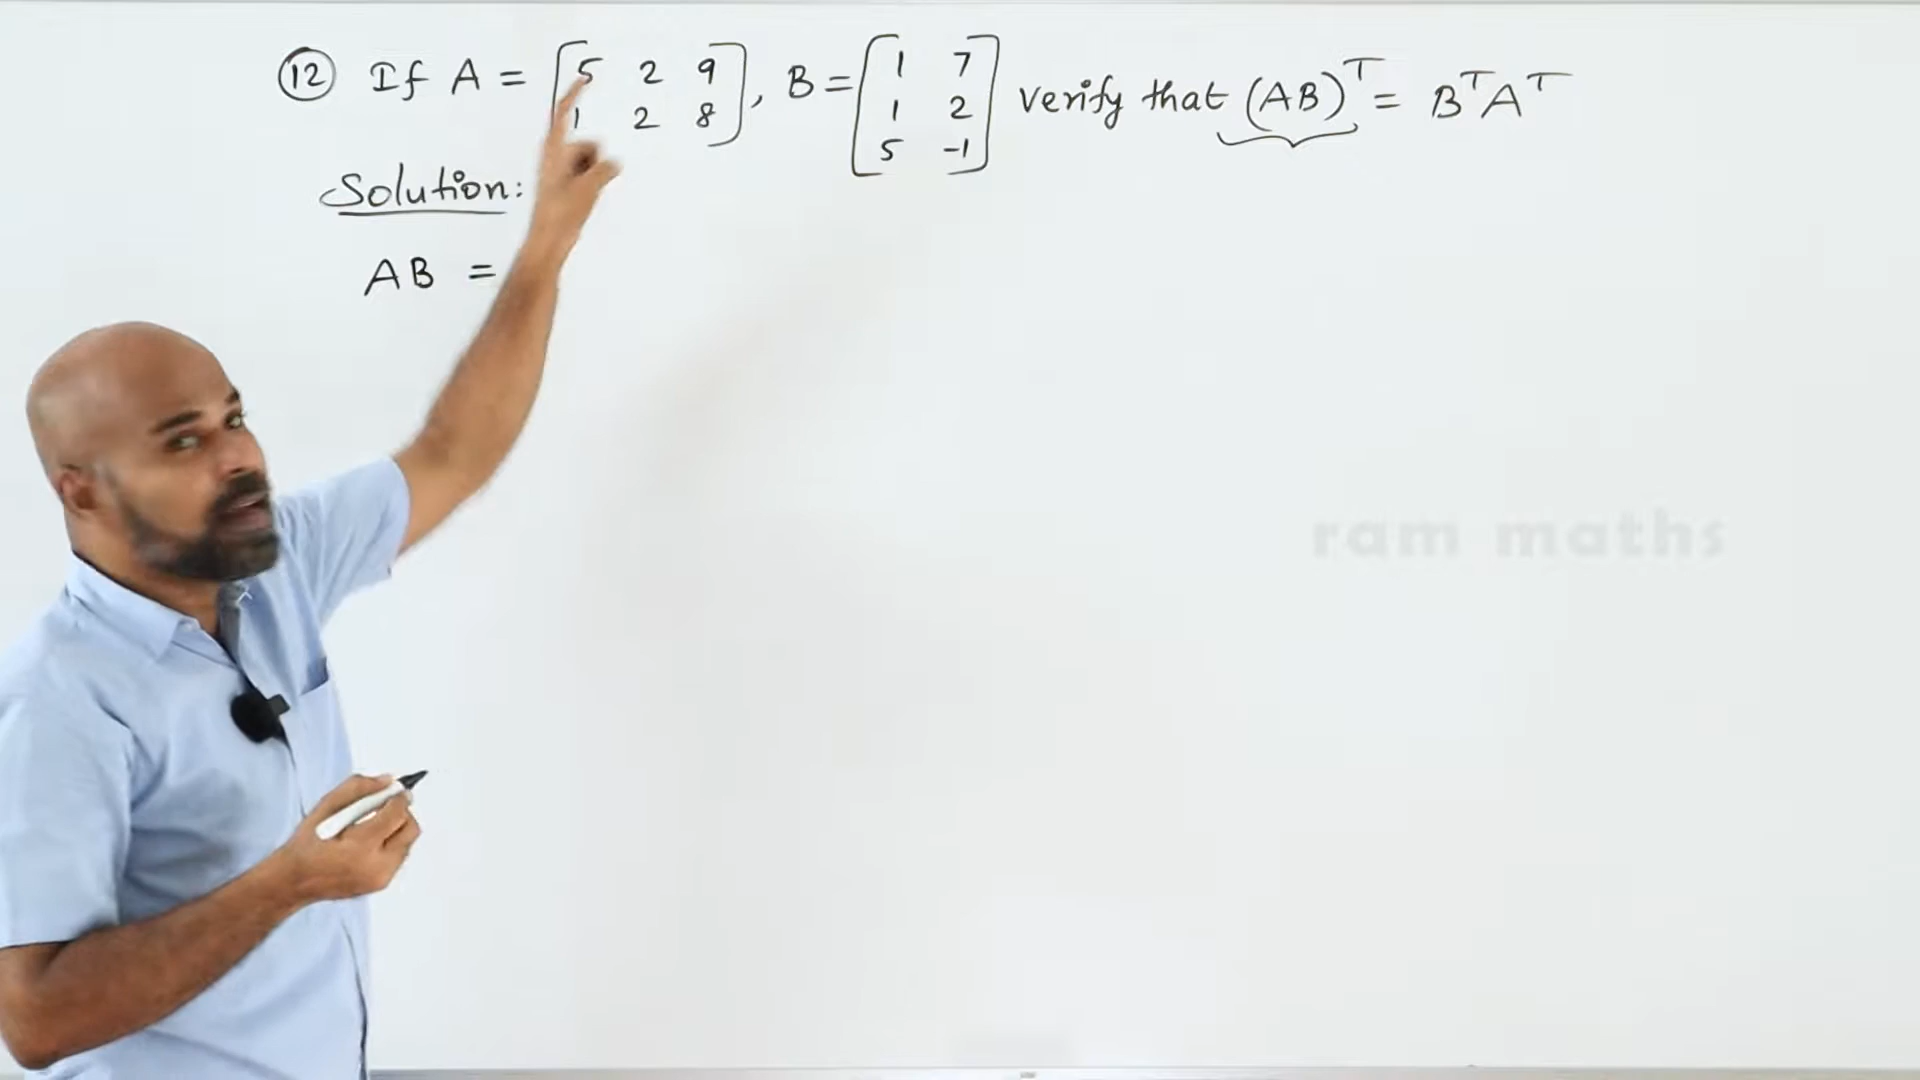 12 If A = [5 2 9, B = [1 7 verify that (AB)ᵀ = BᵀAᵀ
1 2 8] 1 2
5 -1]
Solution:
AB =
ram maths